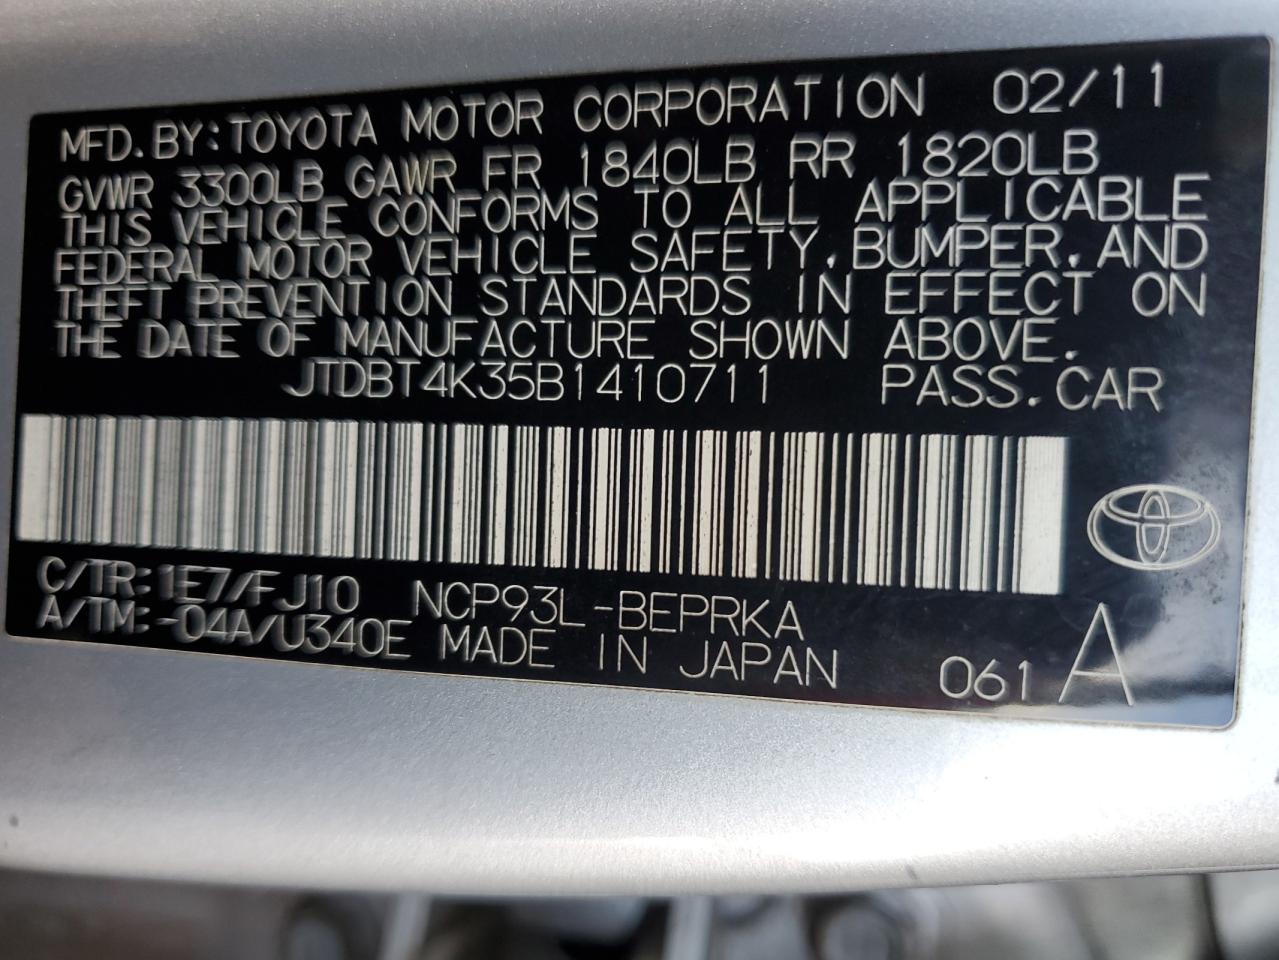 MFD. BY: TOYOTA MOTOR CORPORATION 02/11
GVWR 3300LB GAWR FR 1840LB RR 1820LB
THIS VEHICLE CONFORMS TO ALL APPLICABLE
FEDERAL MOTOR VEHICLE SAFETY, BUMPER, AND
THEFT PREVENTION STANDARDS IN EFFECT ON
THE DATE OF MANUFACTURE SHOWN ABOVE.
JTDBT4K35B1410711 PASS. CAR
C/TR: 1E7/FJ10 NCP93L-BEPRKA
A/TM: -04A/U340E MADE IN JAPAN 061 A